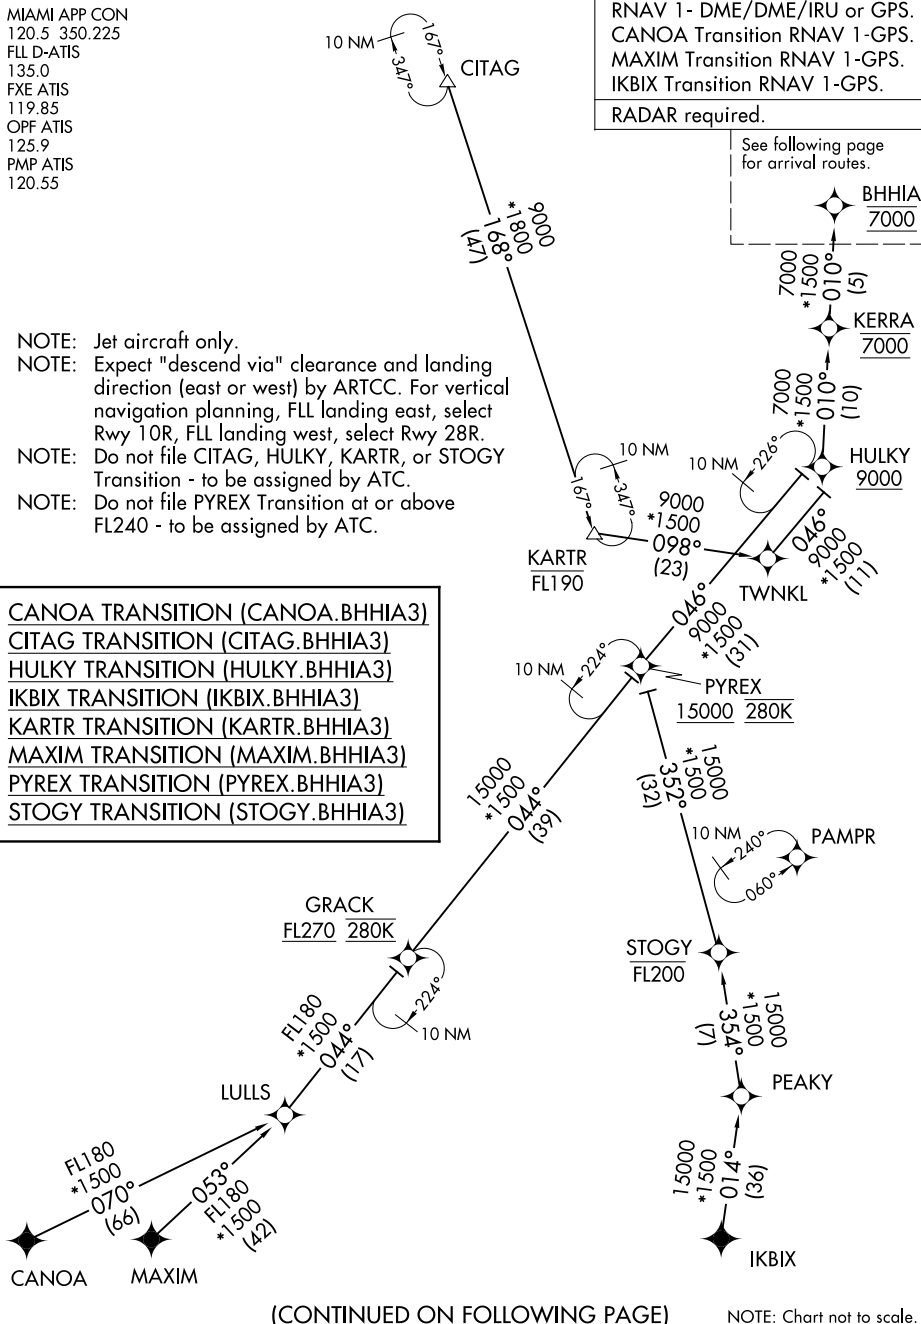 MIAMI APP CON
120.5 350.225
FLL D-ATIS
135.0
FXE ATIS
119.85
OPF ATIS
125.9
PMP ATIS
120.55
RNAV 1- DME/DME/IRU or GPS.
CANOA Transition RNAV 1-GPS.
MAXIM Transition RNAV 1-GPS.
IKBIX Transition RNAV 1-GPS.
RADAR required.
See following page
for arrival routes.
10 NM
167°
347°
CITAG
9000
*1800
168°
(47)
BHHIA
7000
7000
*1500
010°
(5)
KERRA
7000
7000
*1500
010°
(10)
NOTE: Jet aircraft only.
NOTE: Expect "descend via" clearance and landing
direction (east or west) by ARTCC. For vertical
navigation planning, FLL landing east, select
Rwy 10R, FLL landing west, select Rwy 28R.
NOTE: Do not file CITAG, HULKY, KARTR, or STOGY
Transition - to be assigned by ATC.
NOTE: Do not file PYREX Transition at or above
FL240 - to be assigned by ATC.
10 NM
226°
HULKY
9000
10 NM
167°
347°
KARTR
FL190
9000
*1500
098°
(23)
TWNKL
046°
9000
*1500
(11)
046°
9000
*1500
(31)
CANOA TRANSITION (CANOA.BHHIA3)
CITAG TRANSITION (CITAG.BHHIA3)
HULKY TRANSITION (HULKY.BHHIA3)
IKBIX TRANSITION (IKBIX.BHHIA3)
KARTR TRANSITION (KARTR.BHHIA3)
MAXIM TRANSITION (MAXIM.BHHIA3)
PYREX TRANSITION (PYREX.BHHIA3)
STOGY TRANSITION (STOGY.BHHIA3)
10 NM
224°
PYREX
15000 280K
15000
*1500
044°
(39)
15000
*1500
352°
(32)
10 NM
240°
060°
PAMPR
GRACK
FL270 280K
224°
10 NM
STOGY
FL200
FL180
*1500
044°
(17)
15000
*1500
354°
(7)
LULLS
PEAKY
FL180
*1500
070°
(66)
053°
FL180
*1500
(42)
15000
*1500
014°
(36)
CANOA
MAXIM
IKBIX
(CONTINUED ON FOLLOWING PAGE)
NOTE: Chart not to scale.